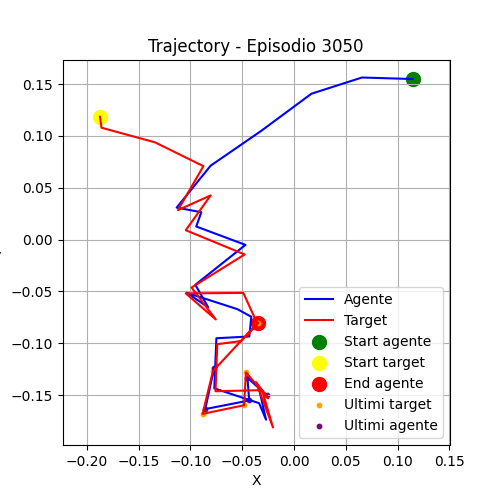 Trajectory - Episodio 3050
0.15
0.10
0.05
0.00
−0.05
−0.10
−0.15
−0.20
−0.15
−0.10
−0.05
0.00
0.05
0.10
0.15
X
Agente
Target
Start agente
Start target
End agente
Ultimi target
Ultimi agente